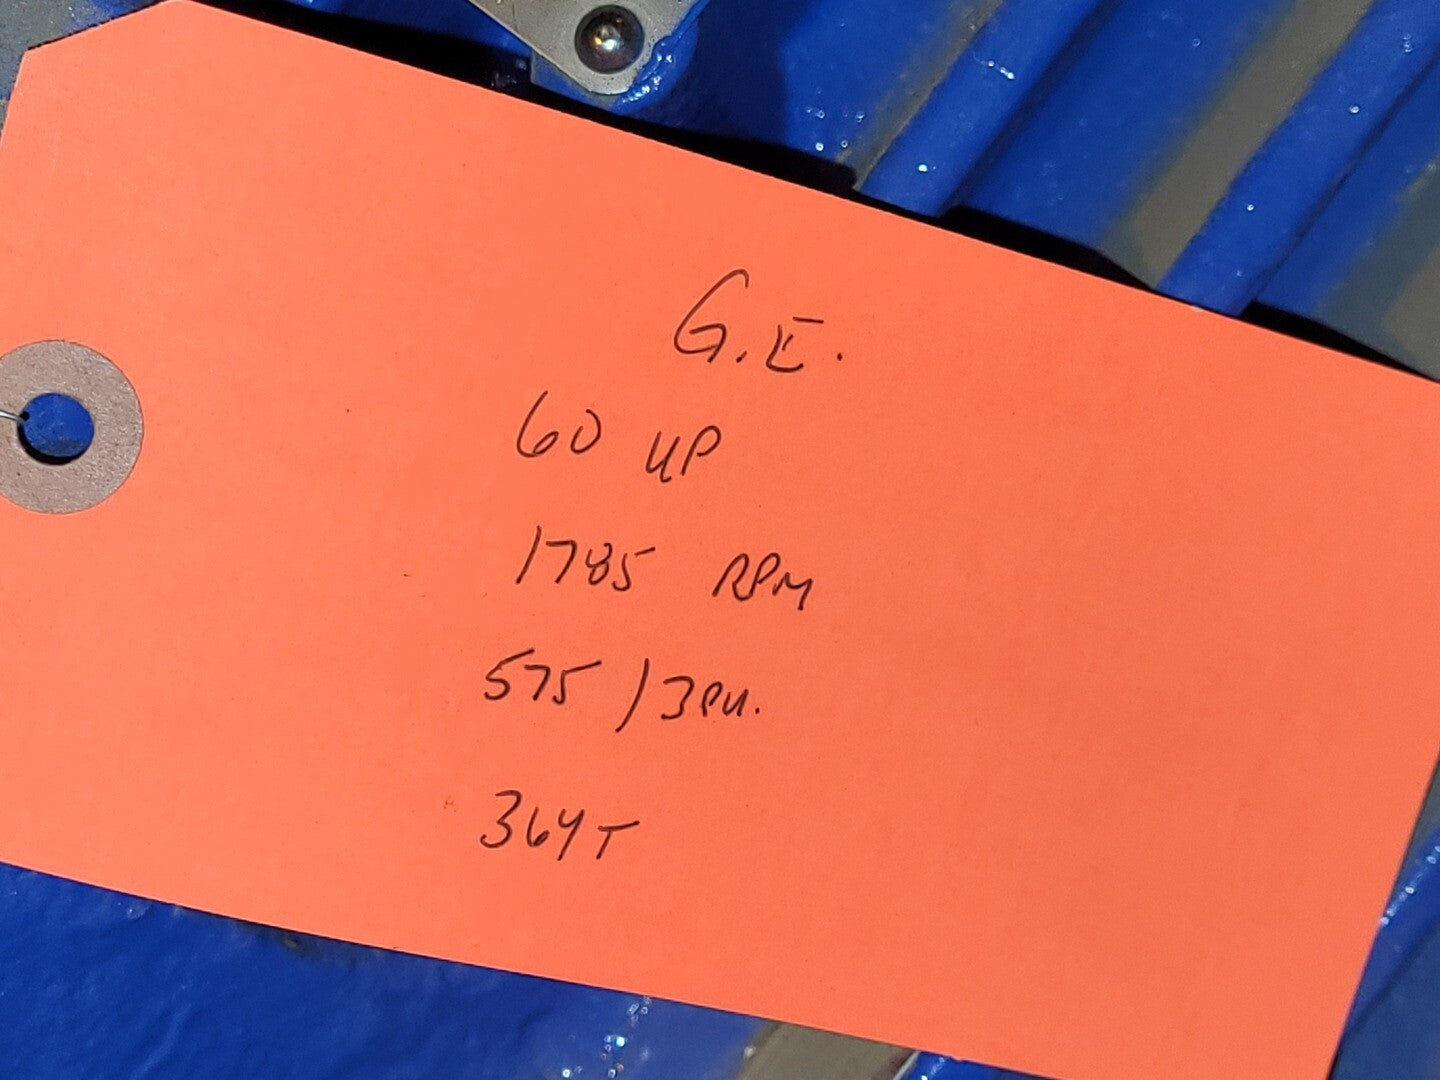 G.E.
60 HP
1785 RPM
575 / 3PH.
364T